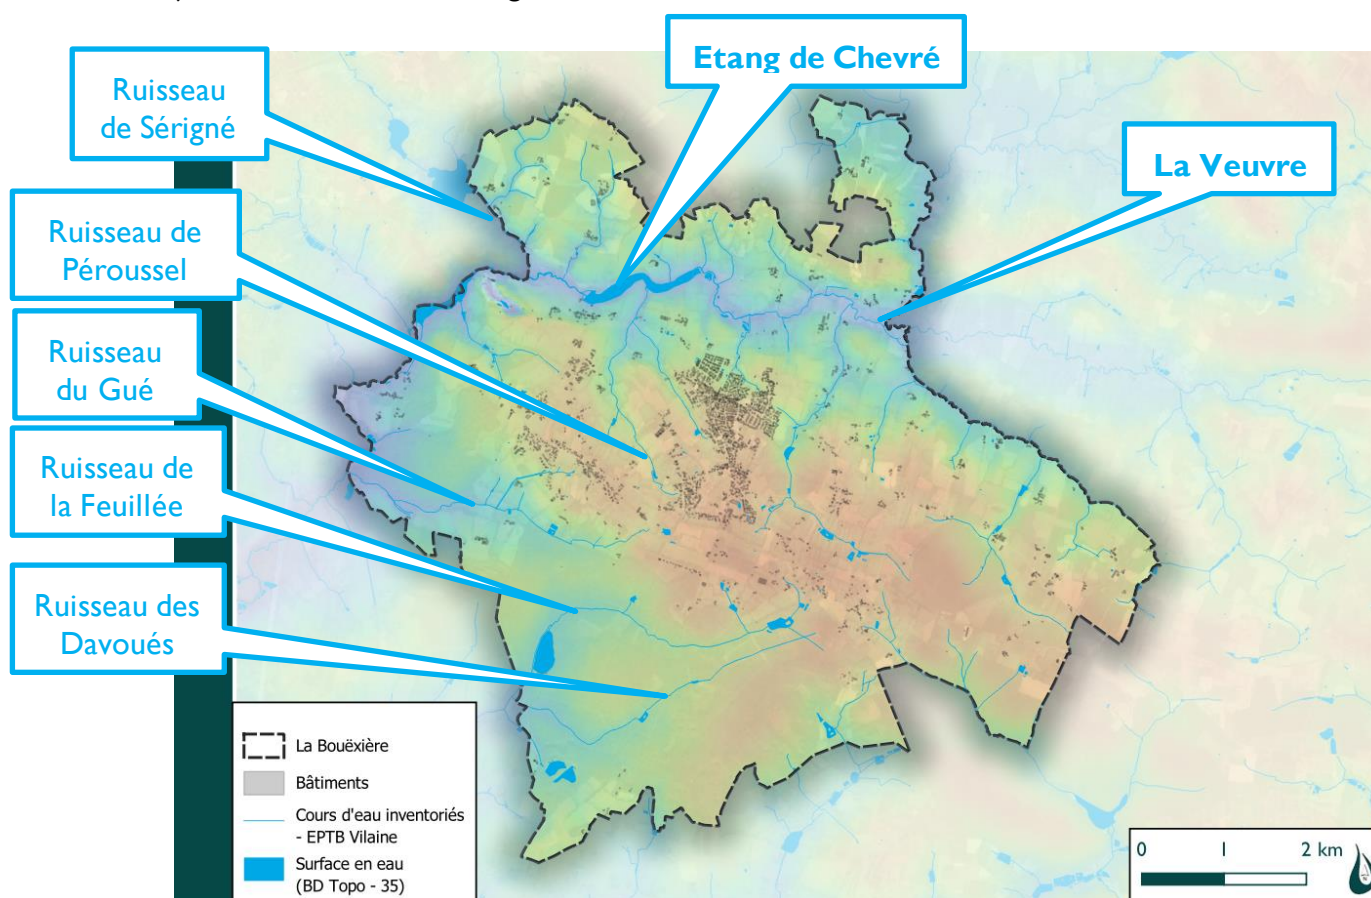 Etang de Chevré
Ruisseau
de Sérigné
La Veuvre
Ruisseau de
Péroussel
Ruisseau
du Gué
Ruisseau de
la Feuillée
Ruisseau des
Davoués
La Bouëxière
Bâtiments
Cours d'eau inventoriés
- EPTB Vilaine
Surface en eau
(BD Topo - 35)
0 1 2 km